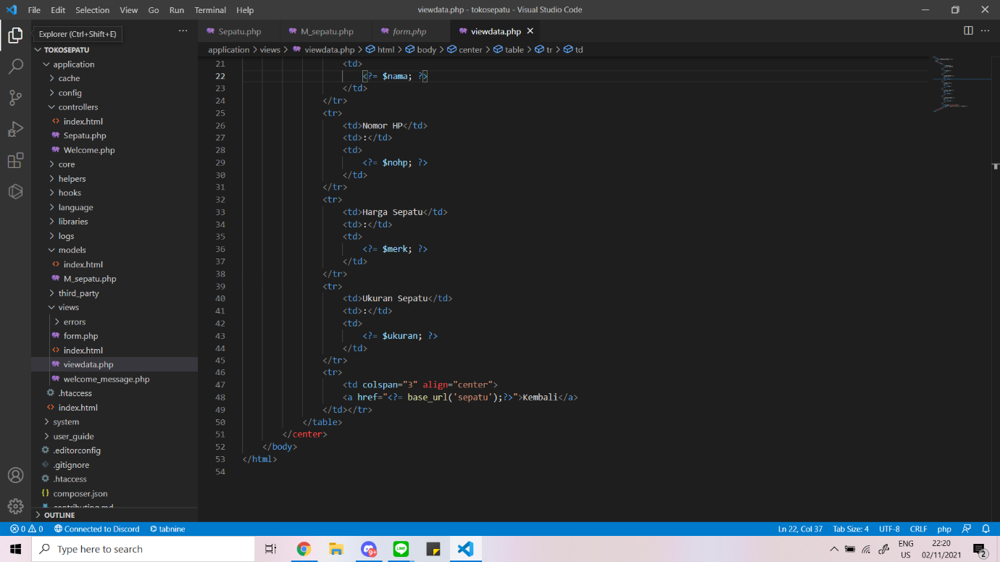 File Edit Selection View Go Run Terminal Help viewdata.php - tokosepatu - Visual Studio Code
Explorer (Ctrl+Shift+E)
Sepatu.php M_sepatu.php form.php viewdata.php
application > views > viewdata.php > html > body > center > table > tr > td
TOKOSEPATU
application
cache
config
controllers
index.html
Sepatu.php
Welcome.php
core
helpers
hooks
language
libraries
logs
models
index.html
M_sepatu.php
third_party
views
errors
form.php
index.html
viewdata.php
welcome_message.php
.htaccess
index.html
system
user_guide
.editorconfig
.gitignore
.htaccess
composer.json
contributing.md
OUTLINE
21 <td>
22 <?= $nama; ?>
23 </td>
24 </tr>
25 <tr>
26 <td>Nomor HP</td>
27 <td>:</td>
28 <td>
29 <?= $nohp; ?>
30 </td>
31 </tr>
32 <tr>
33 <td>Harga Sepatu</td>
34 <td>:</td>
35 <td>
36 <?= $merk; ?>
37 </td>
38 </tr>
39 <tr>
40 <td>Ukuran Sepatu</td>
41 <td>:</td>
42 <td>
43 <?= $ukuran; ?>
44 </td>
45 </tr>
46 <tr>
47 <td colspan="3" align="center">
48 <a href="<?= base_url('sepatu');?>">Kembali</a>
49 </td></tr>
50 </table>
51 </center>
52 </body>
53 </html>
54
0 0 Connected to Discord tabnine Ln 22, Col 37 Tab Size: 4 UTF-8 CRLF php
Type here to search
9+
LINE
ENG
US
22:20
02/11/2021
2